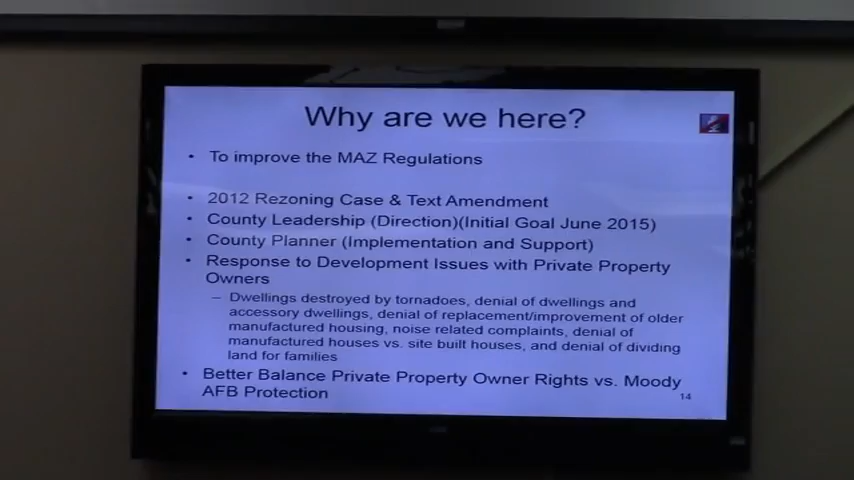 Why are we here?
• To improve the MAZ Regulations
• 2012 Rezoning Case & Text Amendment
• County Leadership (Direction)(Initial Goal June 2015)
• County Planner (Implementation and Support)
• Response to Development Issues with Private Property
Owners
– Dwellings destroyed by tornadoes, denial of dwellings and
accessory dwellings, denial of replacement/improvement of older
manufactured housing, noise related complaints, denial of
manufactured houses vs. site built houses, and denial of dividing
land for families
• Better Balance Private Property Owner Rights vs. Moody
AFB Protection
14